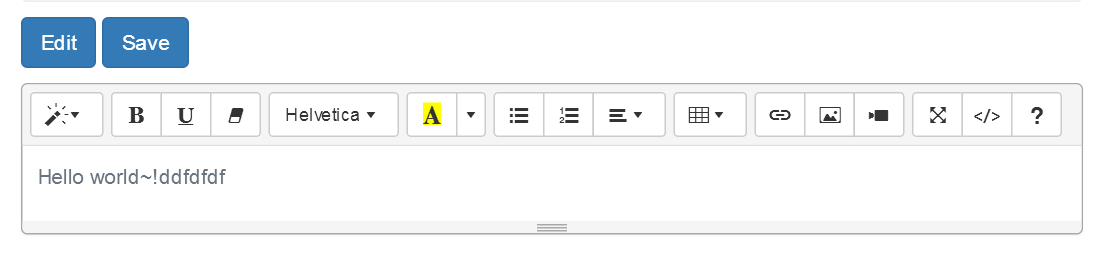 Edit Save
B U Helvetica A </> ?
Hello world~!ddfdfdf